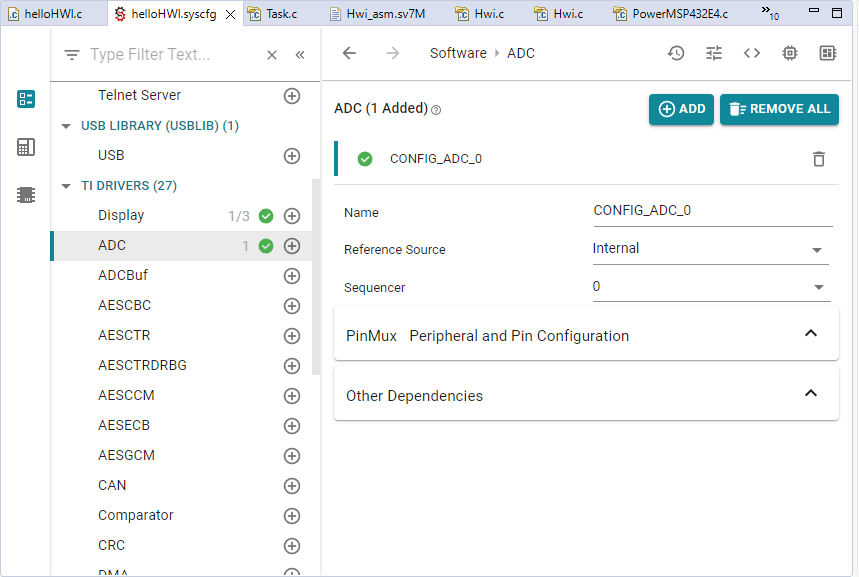 helloHWI.c helloHWI.syscfg Task.c Hwi_asm.sv7M Hwi.c Hwi.c PowerMSP432E4.c 10
Type Filter Text...
Telnet Server
USB LIBRARY (USBLIB) (1)
USB
TI DRIVERS (27)
Display 1/3
ADC 1
ADCBuf
AESCBC
AESCTR
AESCTRDRBG
AESCCM
AESECB
AESGCM
CAN
Comparator
CRC
DMA
Software ADC
ADC (1 Added)
ADD
REMOVE ALL
CONFIG_ADC_0
Name CONFIG_ADC_0
Reference Source Internal
Sequencer 0
PinMux Peripheral and Pin Configuration
Other Dependencies